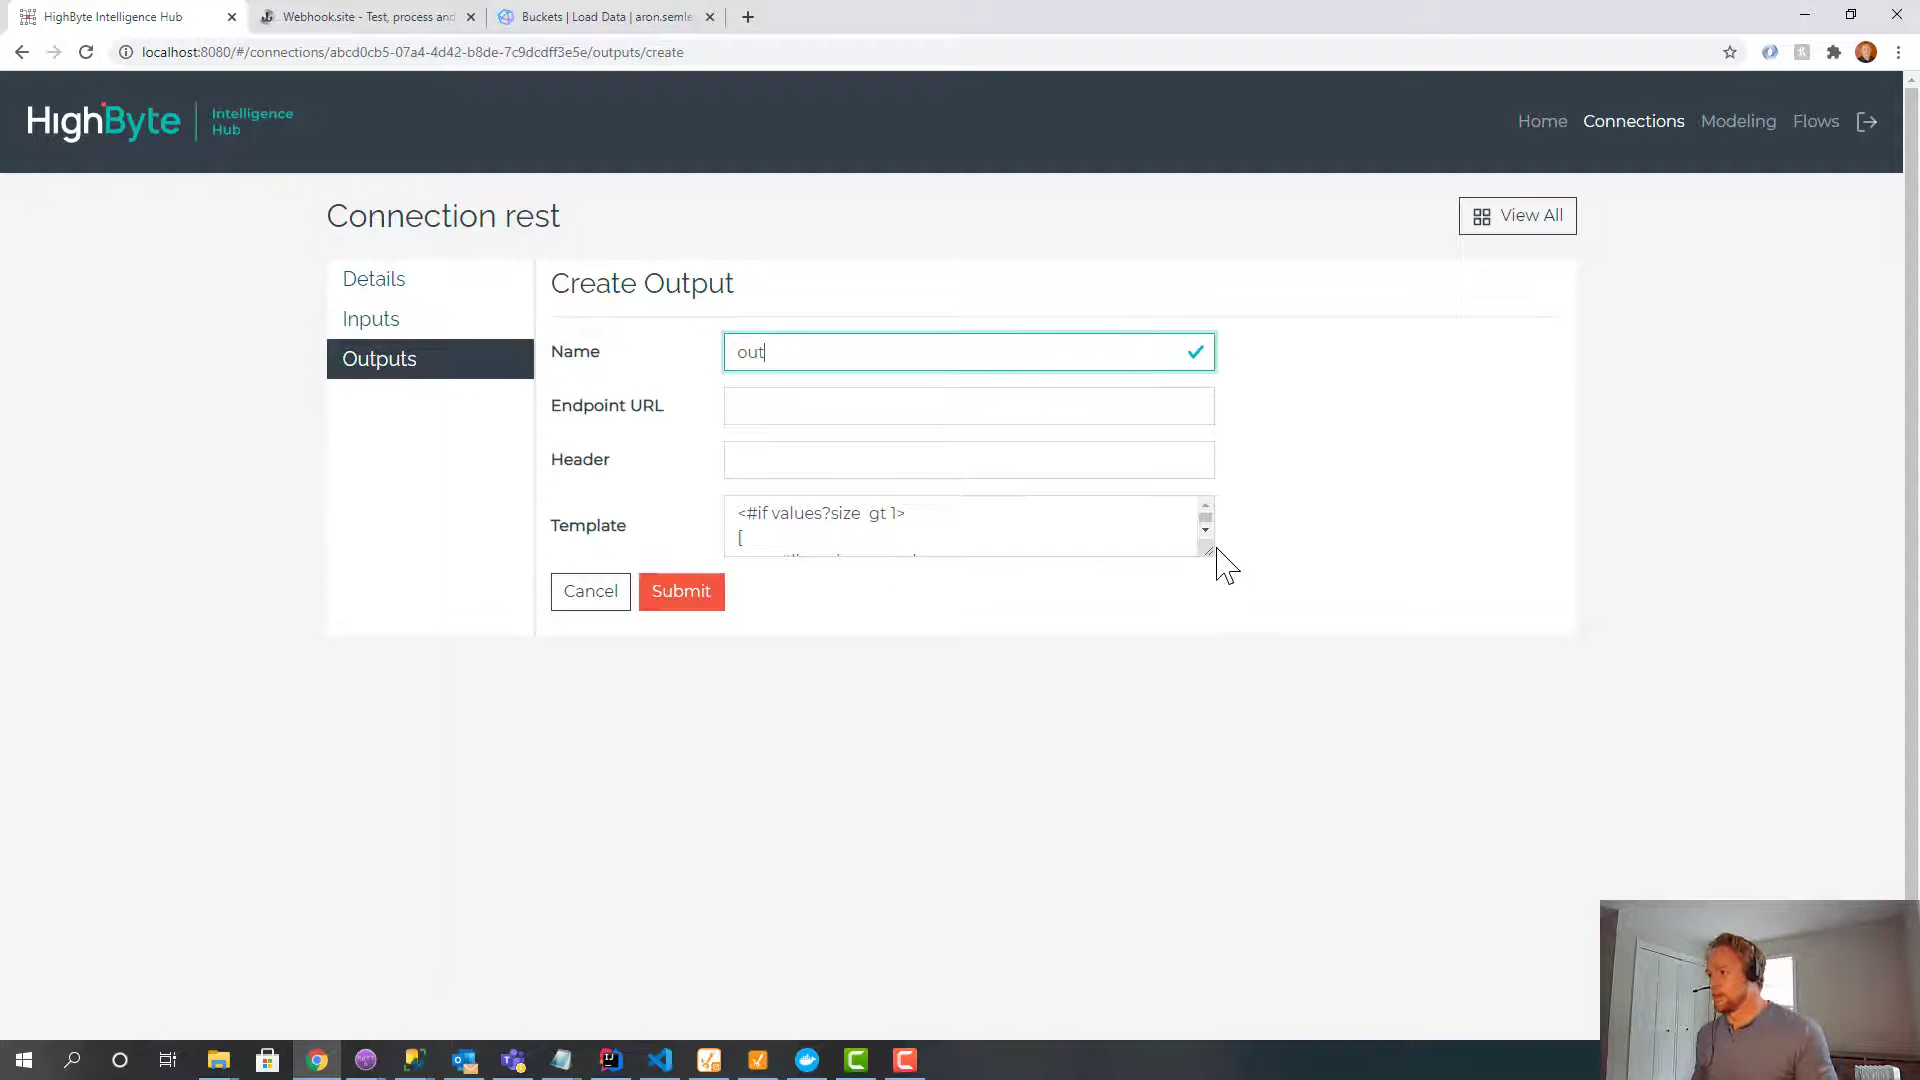 HighByte Intelligence Hub
Webhook.site - Test, process and
Buckets | Load Data | aron.semle
localhost:8080/#/connections/abcd0cb5-07a4-4d42-b8de-7c9dcdff3e5e/outputs/create
HighByte
Intelligence
Hub
Home
Connections
Modeling
Flows
Connection rest
View All
Details
Inputs
Outputs
Create Output
Name
out
Endpoint URL
Header
Template
<#if values?size gt 1>
[
Cancel
Submit